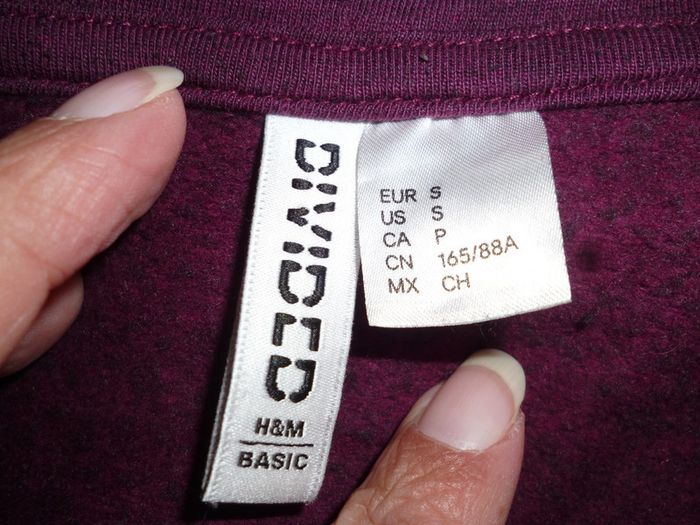 DIVIDED
H&M
BASIC
EUR S
US S
CA P
CN 165/88A
MX CH